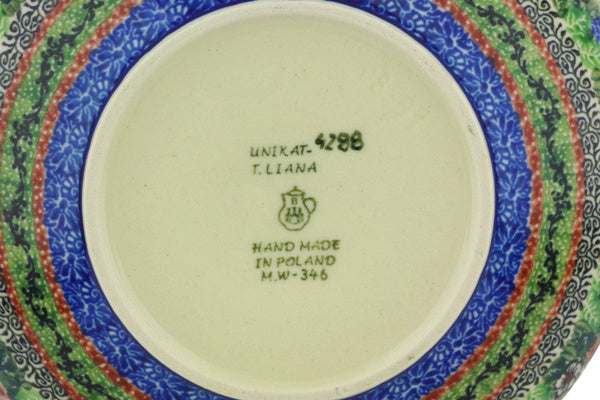 UNIKAT-4288
T. LIANA
B
HAND MADE
IN POLAND
M.W-346